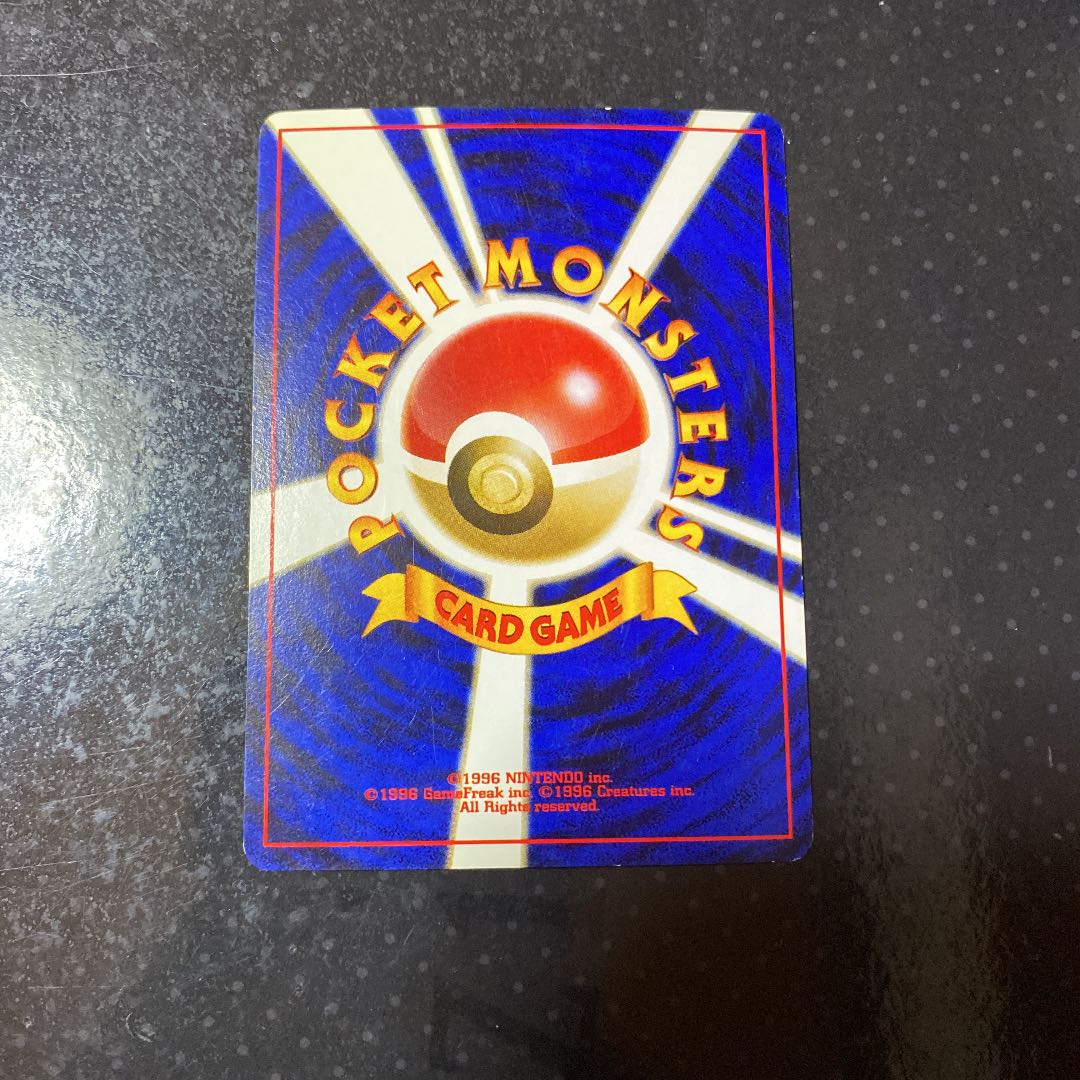 POCKET MONSTERS
CARD GAME
©1996 NINTENDO inc.
©1996 GameFreak inc. ©1996 Creatures inc.
All Rights reserved.